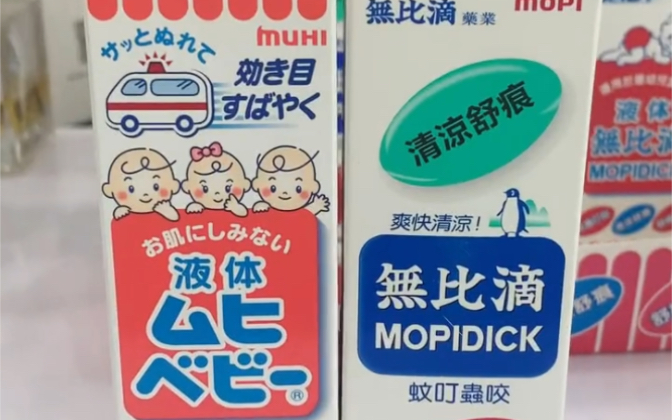 MUHI
サッとぬれて
効き目
すばやく
お肌にしみない
液体
ムヒ
ベビー®
無比滴 藥業
MOPI
清涼舒痕
爽快清涼!
無比滴
MOPIDICK
蚊叮蟲咬
液体
無比滴
MOPIDICK
舒痕